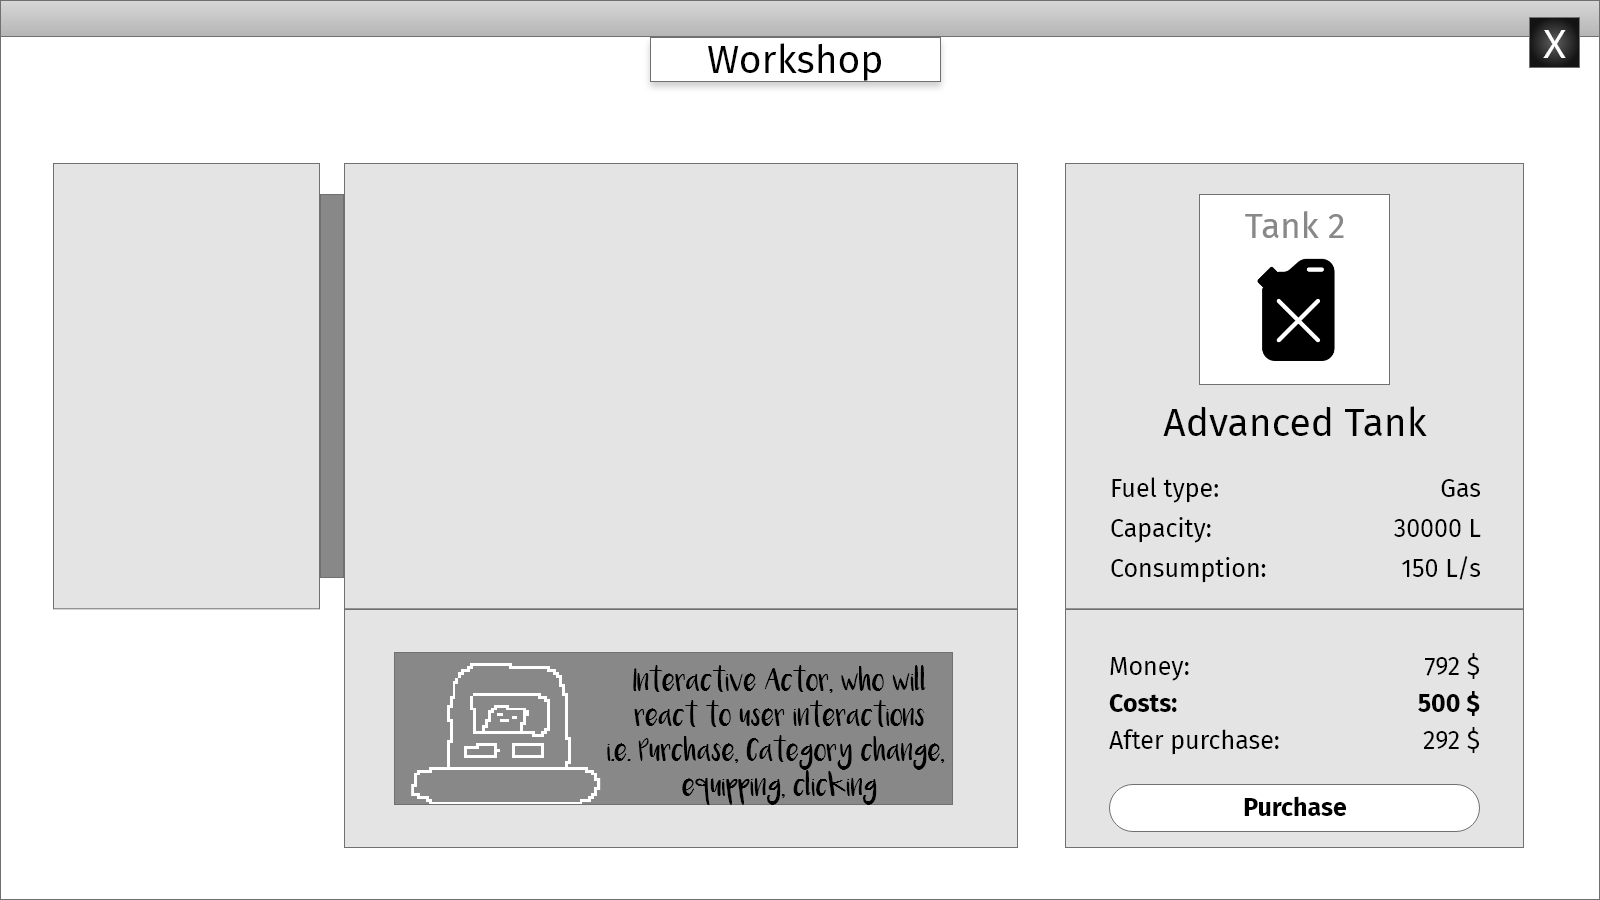 Workshop
X
Tank 2
Advanced Tank
Fuel type: Gas
Capacity: 30000 L
Consumption: 150 L/s
Interactive Actor, who will
react to user interactions
i.e. Purchase, Category change,
equipping, clicking
Money: 792 $
Costs: 500 $
After purchase: 292 $
Purchase